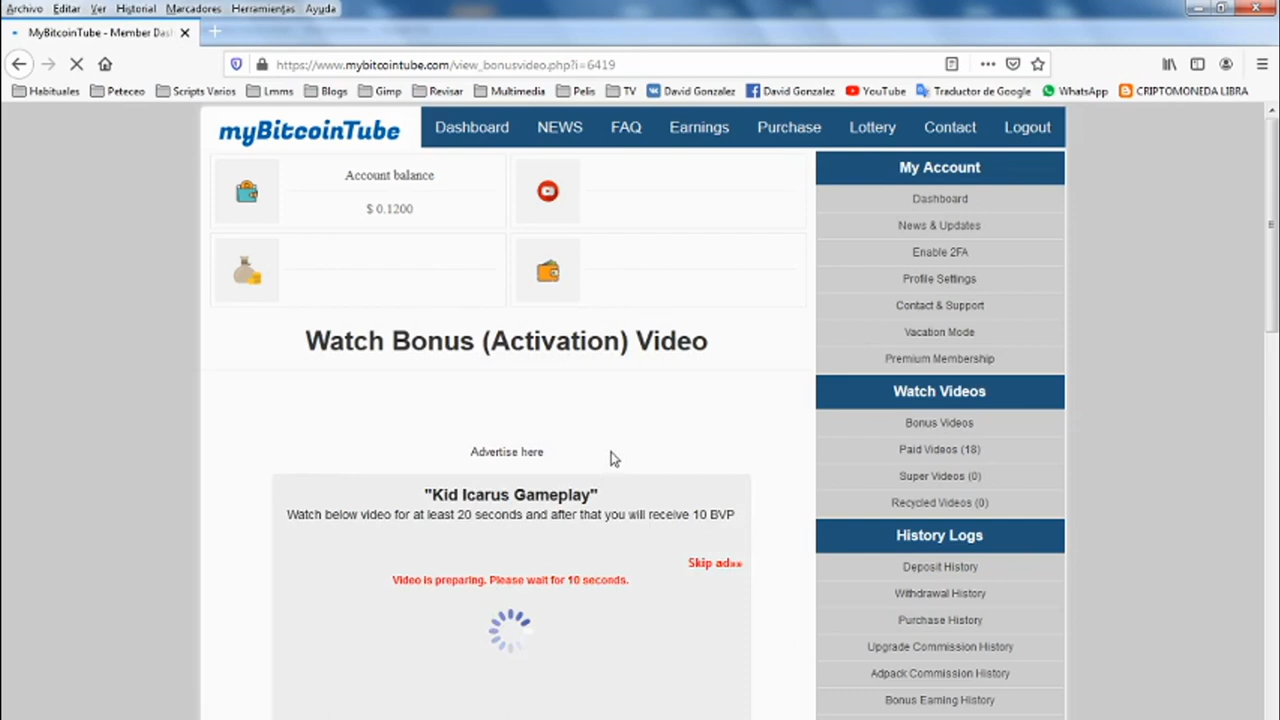 Archivo Editar Ver Historial Marcadores Herramientas Ayuda
MyBitcoinTube - Member Das
https://www.mybitcointube.com/view_bonusvideo.php?i=6419
Habituales Peteceo Scripts Varios Lmms Blogs Gimp Revisar Multimedia Pelis TV David Gonzalez David Gonzalez YouTube Traductor de Google WhatsApp CRIPTOMONEDA LIBRA
myBitcoinTube Dashboard NEWS FAQ Earnings Purchase Lottery Contact Logout
Account balance
$ 0.1200
Watch Bonus (Activation) Video
Advertise here
"Kid Icarus Gameplay"
Watch below video for at least 20 seconds and after that you will receive 10 BVP
Skip ad»»
Video is preparing. Please wait for 10 seconds.
My Account
Dashboard
News & Updates
Enable 2FA
Profile Settings
Contact & Support
Vacation Mode
Premium Membership
Watch Videos
Bonus Videos
Paid Videos (18)
Super Videos (0)
Recycled Videos (0)
History Logs
Deposit History
Withdrawal History
Purchase History
Upgrade Commission History
Adpack Commission History
Bonus Earning History